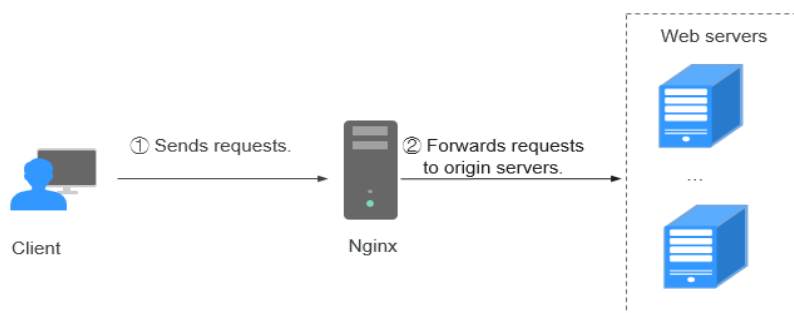 Web servers
① Sends requests.
② Forwards requests
to origin servers.
...
Client
Nginx